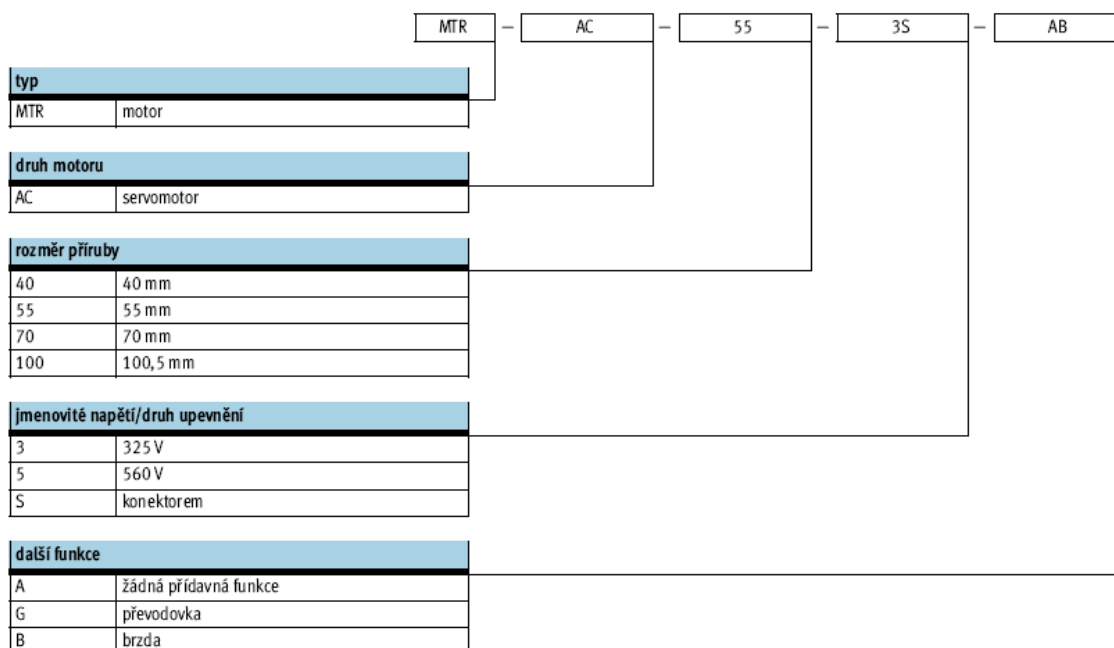 MTR – AC – 55 – 3S – AB
typ
MTR motor
druh motoru
AC servomotor
rozměr příruby
40 40 mm
55 55 mm
70 70 mm
100 100,5 mm
jmenovité napětí/druh upevnění
3 325 V
5 560 V
S konektorem
další funkce
A žádná přídavná funkce
G převodovka
B brzda